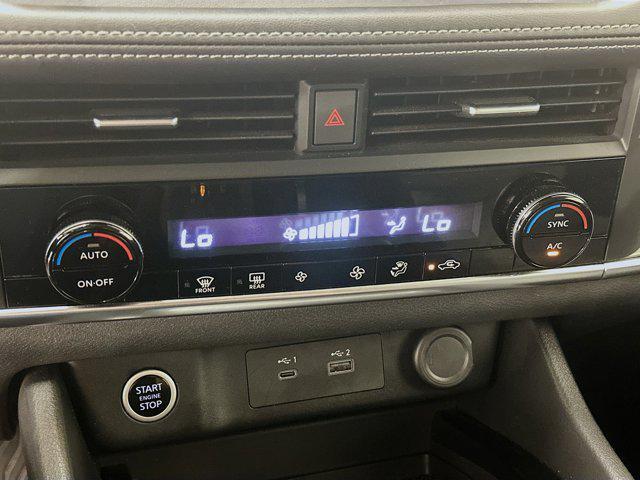 Lo
Lo
AUTO
ON·OFF
SYNC
A/C
FRONT
REAR
1
2
START
ENGINE
STOP